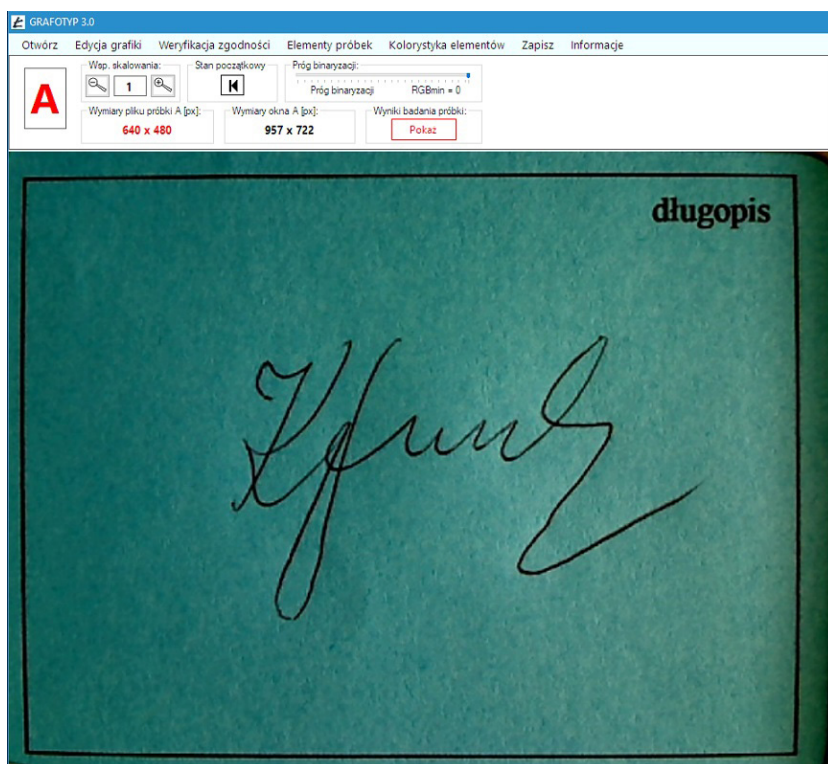 GRAFOTYP 3.0
Otwórz Edycja grafiki Weryfikacja zgodności Elementy próbek Kolorystyka elementów Zapisz Informacje
A
Wsp. skalowania:
1
Stan początkowy
Próg binaryzacji:
Próg binaryzacji RGBmin = 0
Wymiary pliku próbki A [px]:
640 x 480
Wymiary okna A [px]:
957 x 722
Wyniki badania próbki:
Pokaz
długopis